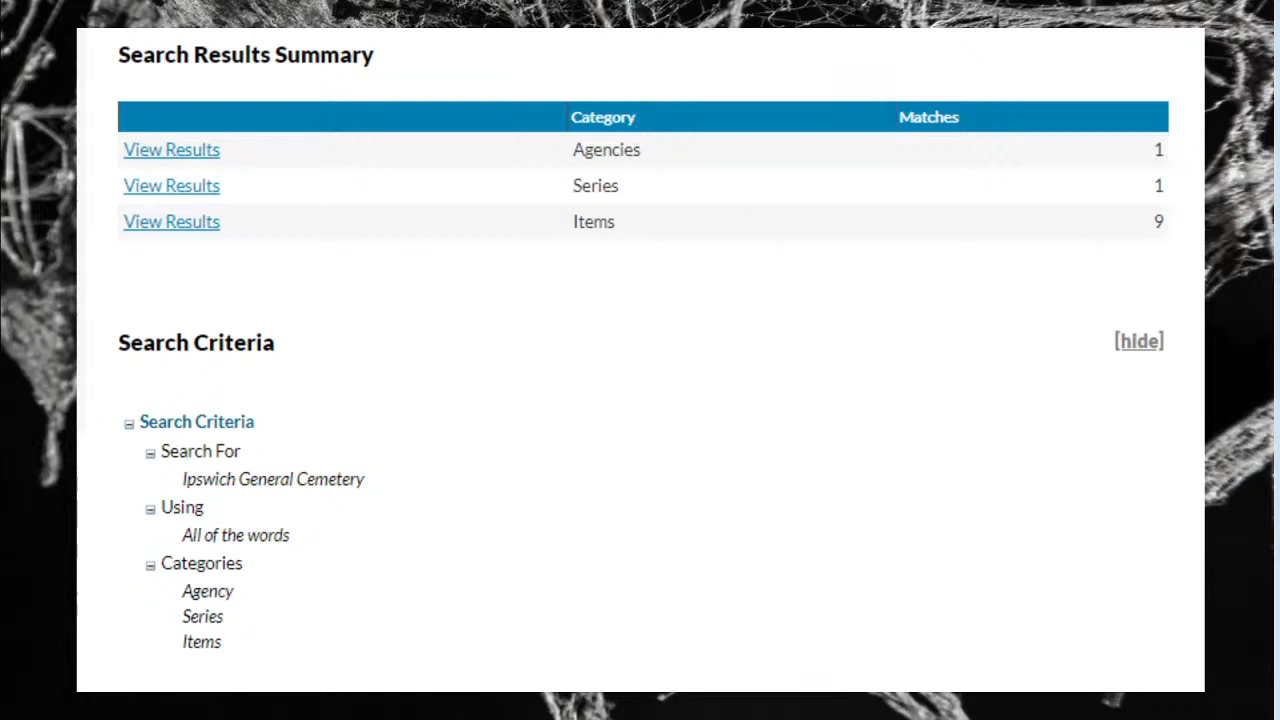 Search Results Summary
Category Matches
View Results Agencies 1
View Results Series 1
View Results Items 9
Search Criteria [hide]
Search Criteria
Search For
Ipswich General Cemetery
Using
All of the words
Categories
Agency
Series
Items